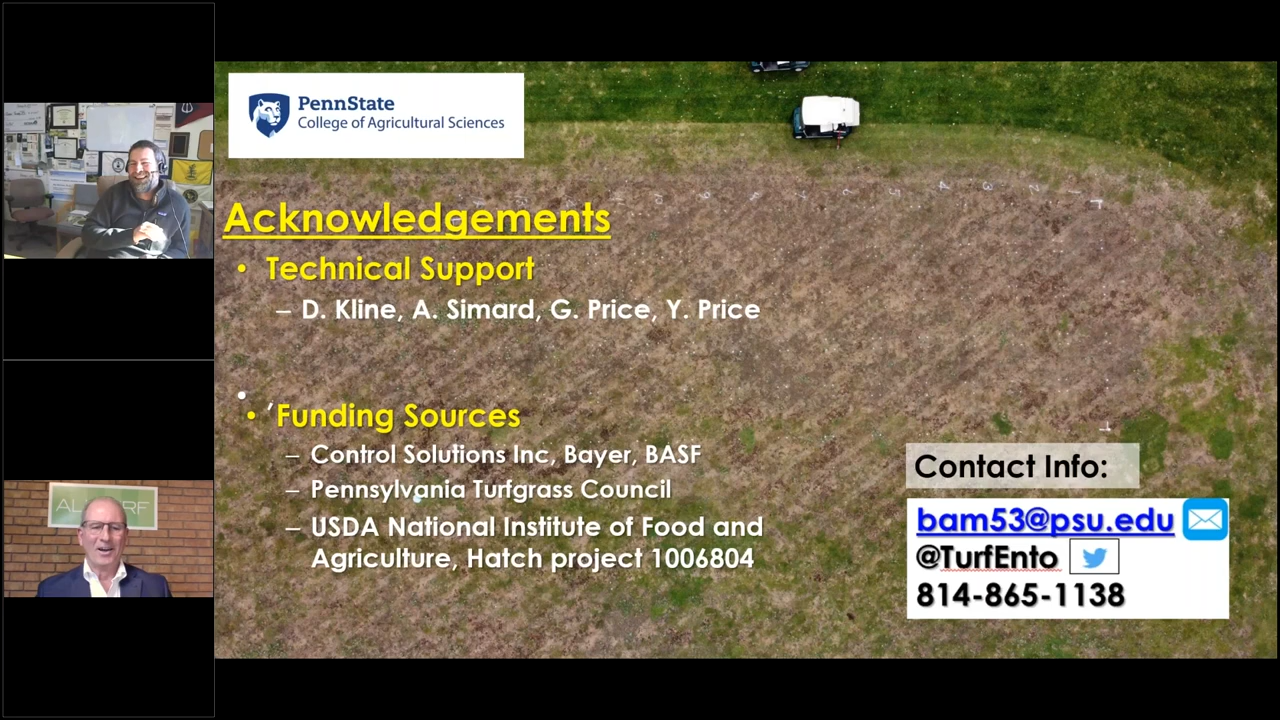 PennState
College of Agricultural Sciences
Acknowledgements
• Technical Support
– D. Kline, A. Simard, G. Price, Y. Price
• Funding Sources
– Control Solutions Inc, Bayer, BASF
– Pennsylvania Turfgrass Council
– USDA National Institute of Food and
Agriculture, Hatch project 1006804
Contact Info:
bam53@psu.edu
@TurfEnto
814-865-1138